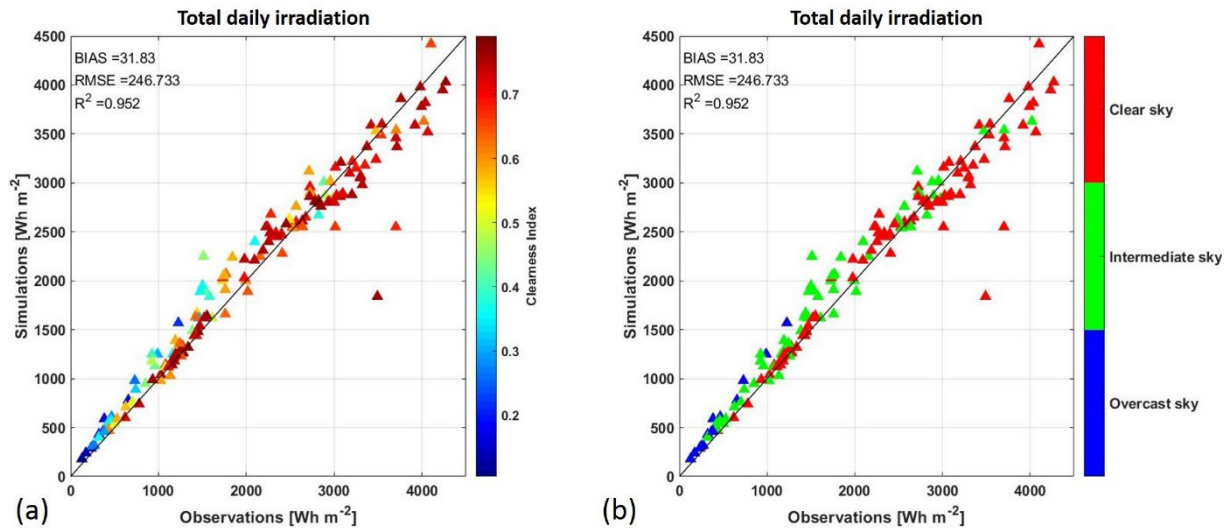 Total daily irradiation
BIAS =31.83
RMSE =246.733
R² =0.952
4500
4000
3500
3000
2500
2000
1500
1000
500
0
Simulations [Wh m⁻²]
0 1000 2000 3000 4000
Observations [Wh m⁻²]
0.7
0.6
0.5
0.4
0.3
0.2
Clearness Index
(a)
Total daily irradiation
BIAS =31.83
RMSE =246.733
R² =0.952
4500
4000
3500
3000
2500
2000
1500
1000
500
0
Simulations [Wh m⁻²]
0 1000 2000 3000 4000
Observations [Wh m⁻²]
Clear sky
Intermediate sky
Overcast sky
(b)